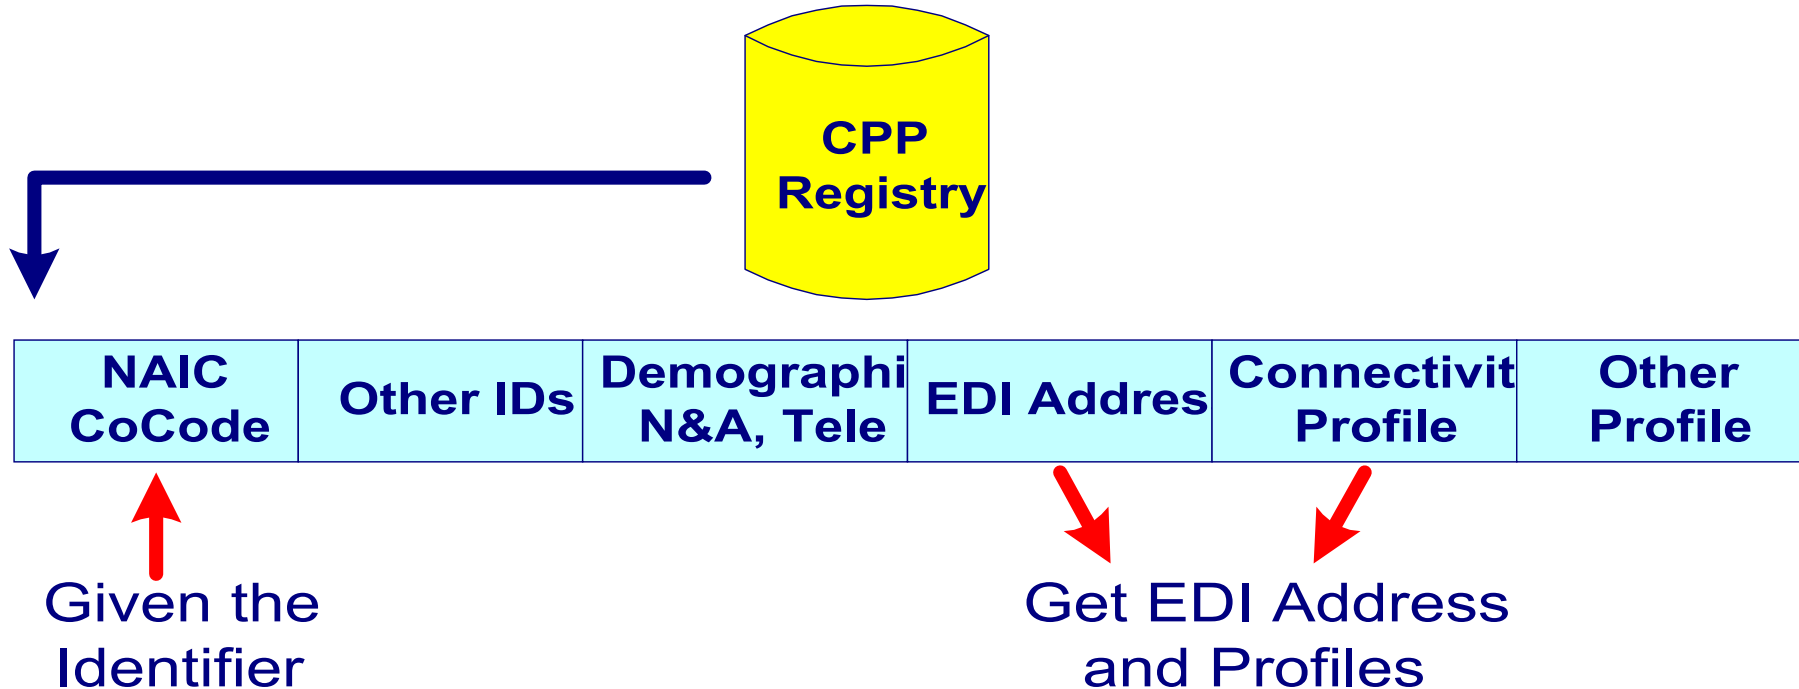 CPP
Registry
NAIC
CoCode
Other IDs
Demographi
N&A, Tele
EDI Addres
Connectivit
Profile
Other
Profile
Given the
Identifier
Get EDI Address
and Profiles